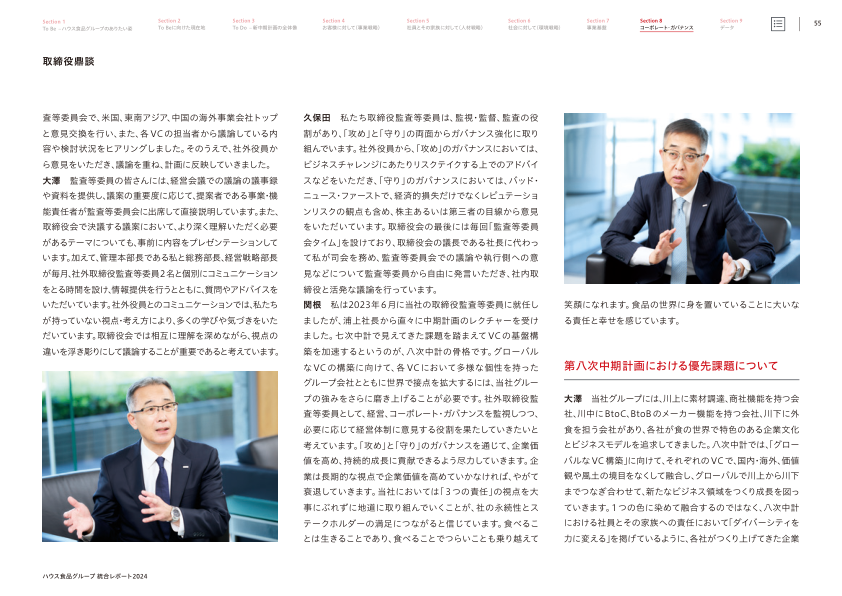 Section 1
To Be ―ハウス食品グループのありたい姿
Section 2
To Beに向けた現在地
Section 3
To Do ―新中期計画の全体像
Section 4
お客様に対して(事業戦略)
Section 5
社員とその家族に対して(人材戦略)
Section 6
社会に対して(環境戦略)
Section 7
事業基盤
Section 8
コーポレート・ガバナンス
Section 9
データ
55
取締役鼎談
査等委員会で、米国、東南アジア、中国の海外事業会社トップ
と意見交換を行い、また、各VCの担当者から議論している内
容や検討状況をヒアリングしました。そのうえで、社外役員か
ら意見をいただき、議論を重ね、計画に反映していきました。
大澤 監査等委員の皆さんには、経営会議での議論の議事録
や資料を提供し、議案の重要度に応じて、提案者である事業・機
能責任者が監査等委員会に出席して直接説明しています。また、
取締役会で決議する議案において、より深く理解いただく必要
があるテーマについても、事前に内容をプレゼンテーションして
います。加えて、管理本部長である私と総務部長、経営戦略部長
が毎月、社外取締役監査等委員2名と個別にコミュニケーション
をとる時間を設け、情報提供を行うとともに、質問やアドバイスを
いただいています。社外役員とのコミュニケーションでは、私たち
が持っていない視点・考え方により、多くの学びや気づきをいた
だいています。取締役会では相互に理解を深めながら、視点の
違いを浮き彫りにして議論することが重要であると考えています。
久保田 私たち取締役監査等委員は、監視・監督、監査の役
割があり、「攻め」と「守り」の両面からガバナンス強化に取り
組んでいます。社外役員から、「攻め」のガバナンスにおいては、
ビジネスチャレンジにあたりリスクテイクする上でのアドバイ
スなどをいただき、「守り」のガバナンスにおいては、バッド・
ニュース・ファーストで、経済的損失だけでなくレピュテーショ
ンリスクの観点も含め、株主あるいは第三者の目線から意見
をいただいています。取締役会の最後には毎回「監査等委員
会タイム」を設けており、取締役会の議長である社長に代わっ
て私が司会を務め、監査等委員会での議論や執行側への意
見などについて監査等委員から自由に発言いただき、社内取
締役と活発な議論を行っています。
関根 私は2023年6月に当社の取締役監査等委員に就任し
ましたが、浦上社長から直々に中期計画のレクチャーを受け
ました。七次中計で見えてきた課題を踏まえてVCの基盤構
築を加速するというのが、八次中計の骨格です。グローバル
なVCの構築に向けて、各VCにおいて多様な個性を持った
グループ会社とともに世界で接点を拡大するには、当社グルー
プの強みをさらに磨き上げることが必要です。社外取締役監
査等委員として、経営、コーポレート・ガバナンスを監視しつつ、
必要に応じて経営体制に意見する役割を果たしていきたいと
考えています。「攻め」と「守り」のガバナンスを通じて、企業価
値を高め、持続的成長に貢献できるよう尽力していきます。企
業は長期的な視点で企業価値を高めていかなければ、やがて
衰退していきます。当社においては「3つの責任」の視点を大
事にぶれずに地道に取り組んでいくことが、社の永続性とス
テークホルダーの満足につながると信じています。食べるこ
とは生きることであり、食べることでつらいことも乗り越えて
笑顔になれます。食品の世界に身を置いていることに大いな
る責任と幸せを感じています。
第八次中期計画における優先課題について
大澤 当社グループには、川上に素材調達、商社機能を持つ会
社、川中にBtoC、BtoBのメーカー機能を持つ会社、川下に外
食を担う会社があり、各社が食の世界で特色のある企業文化
とビジネスモデルを追求してきました。八次中計では、「グロー
バルなVC構築」に向けて、それぞれのVCで、国内・海外、価値
観や風土の境目をなくして融合し、グローバルで川上から川下
までつなぎ合わせて、新たなビジネス領域をつくり成長を図っ
ていきます。1つの色に染めて融合するのではなく、八次中計
における社員とその家族への責任において「ダイバーシティを
力に変える」を掲げているように、各社がつくり上げてきた企業
ハウス食品グループ 統合レポート2024